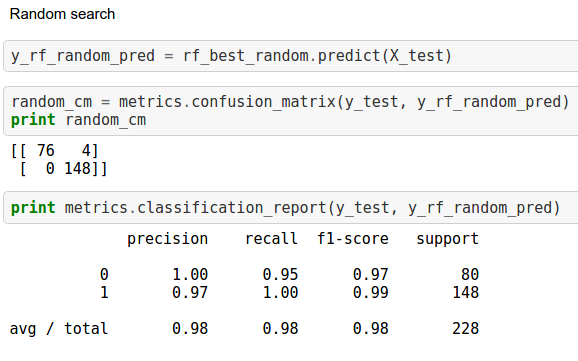 Random search
y_rf_random_pred = rf_best_random.predict(X_test)
random_cm = metrics.confusion_matrix(y_test, y_rf_random_pred)
print random_cm
[[ 76   4]
 [  0 148]]
print metrics.classification_report(y_test, y_rf_random_pred)
             precision    recall  f1-score   support
          0       1.00      0.95      0.97        80
          1       0.97      1.00      0.99       148
avg / total       0.98      0.98      0.98       228